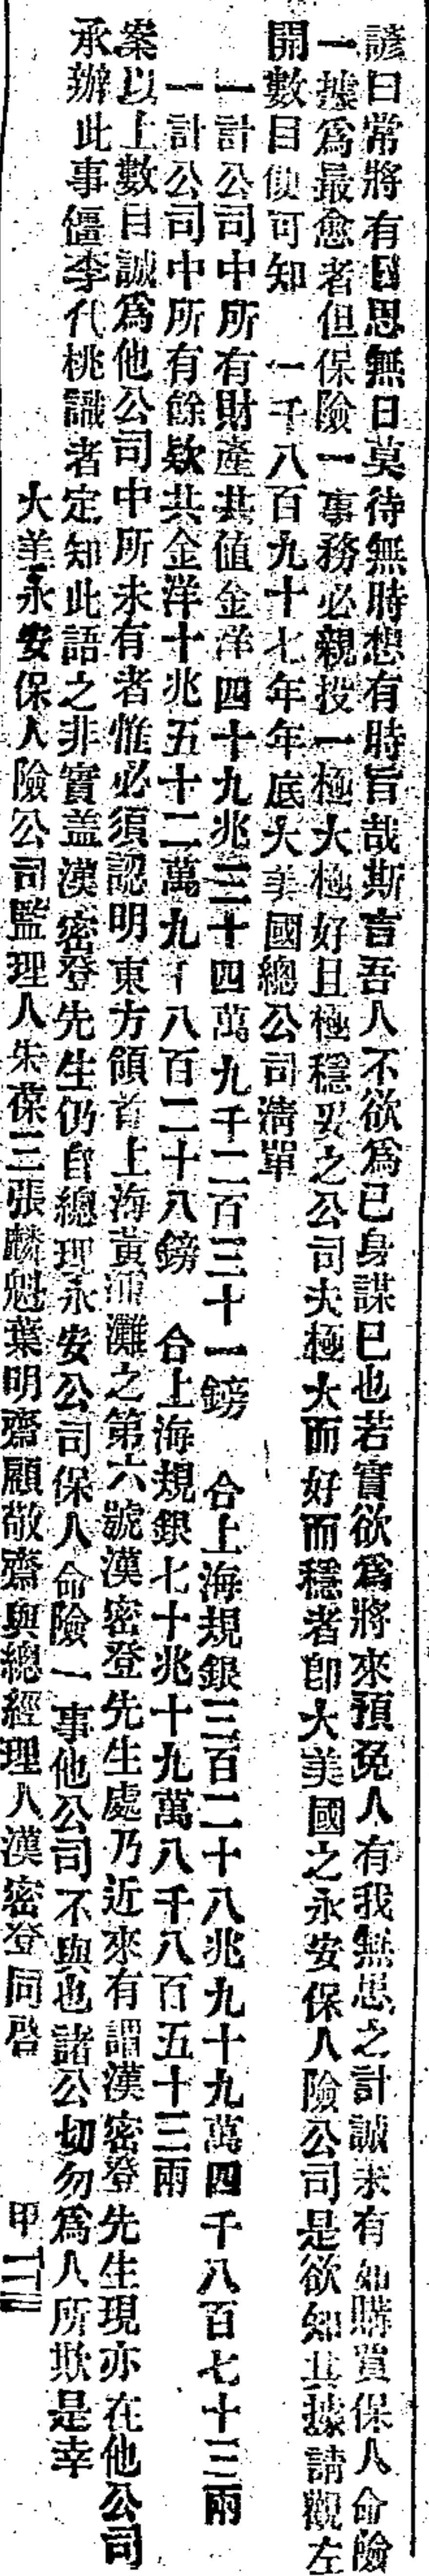 諺曰常將有日思無日莫待無時想有時旨哉斯言吾人不欲爲已身謀已也若實欲爲將來預免人有我無患之計誠未有如購買保人命險
一據爲最愈者但保險一事務必親投一極大極好且極穩妥之公司夫極大而好而穩者卽大美國之永安保人險公司是欲知其據請觀左
開數目便可知　一千八百九十七年年底大美國總公司淸單
一計公司中所有財產共值金洋四十九兆三十四萬九千二百三十一鎊　合上海規銀三百二十八兆九十九萬四千八百七十三兩
一計公司中所有餘欵共金洋十兆五十二萬九千八百二十八鎊　合上海規銀七十兆十九萬八千八百五十三兩
案以上數目誠爲他公司中所未有者惟必須認明東方領首上海黃浦灘之第六號漢密登先生處乃近來有謂漢密登先生現亦在他公司
承辦此事僵李代桃識者定知此語之非實盖漢密登先生仍自總理永安公司保人命險一事他公司不與也諸公切勿爲人所欺是幸
大美永安保人險公司監理人朱葆三張麟魁葉明齋顧敬齋與總經理人漢密登同啓　甲